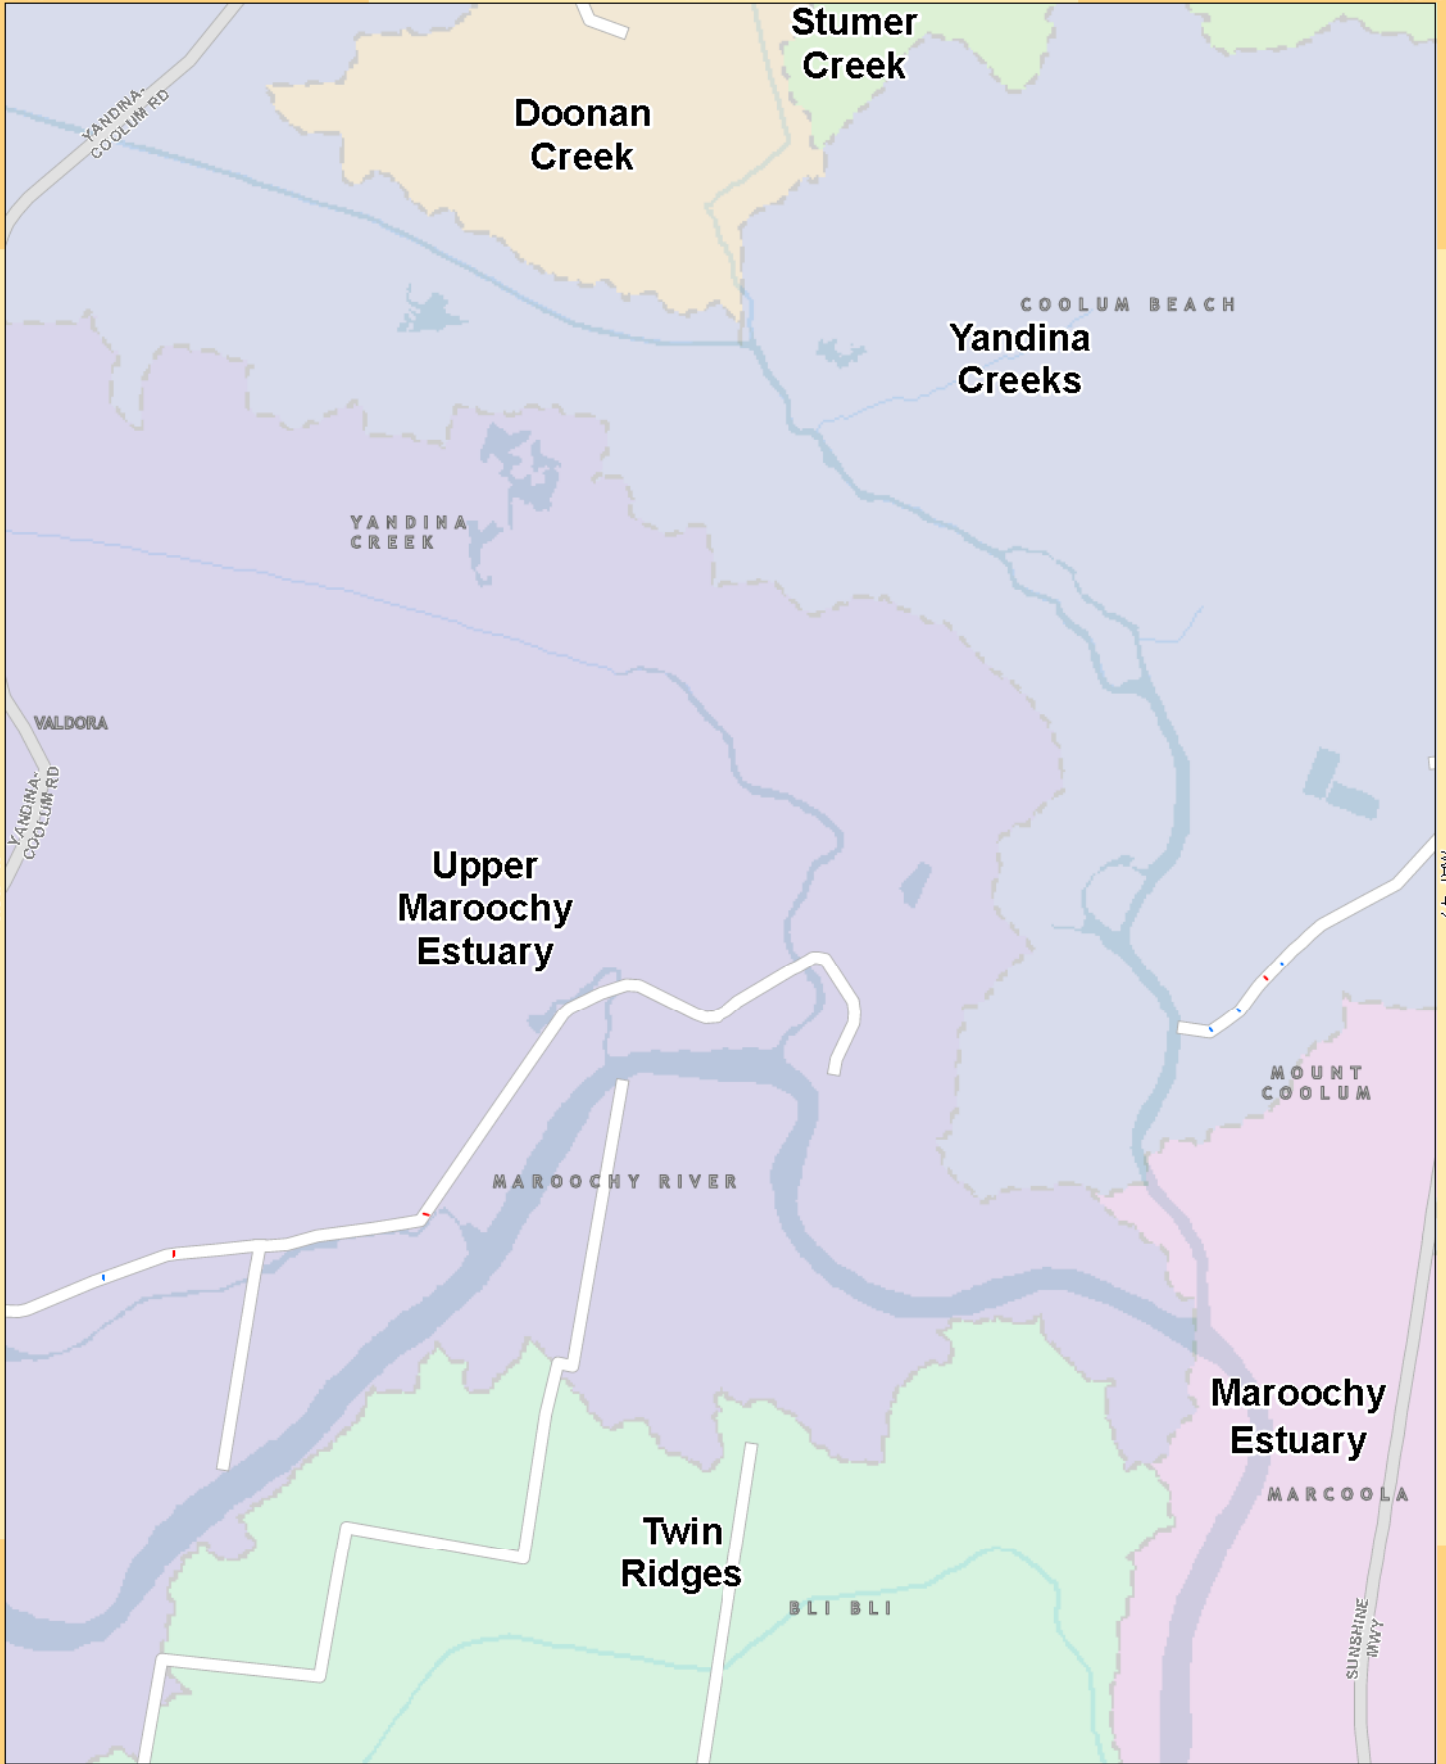 Stumer
Creek
YANDINA-
COOLUM RD
Doonan
Creek
COOLUM BEACH
Yandina
Creeks
YANDINA
CREEK
VALDORA
YANDINA-
COOLUM RD
Upper
Maroochy
Estuary
MOUNT
COOLUM
MAROOCHY RIVER
Maroochy
Estuary
MARCOOLA
Twin
Ridges
BLI BLI
SUNSHINE
MWY